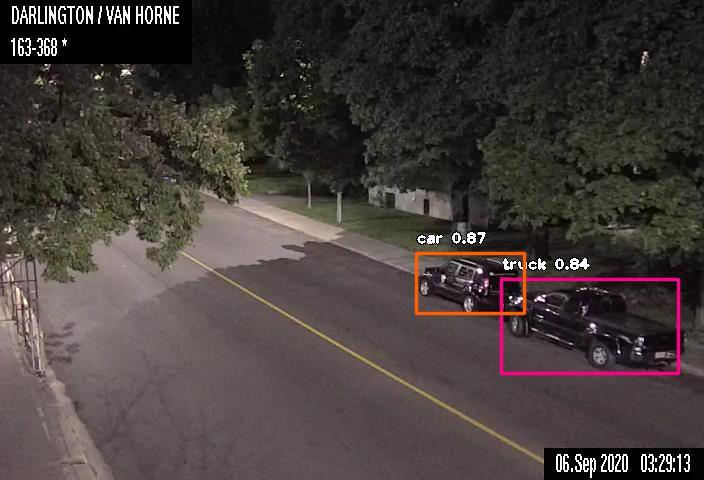 DARLINGTON / VAN HORNE
163-368 *
car 0.87
truck 0.84
06.Sep 2020 03:29:13